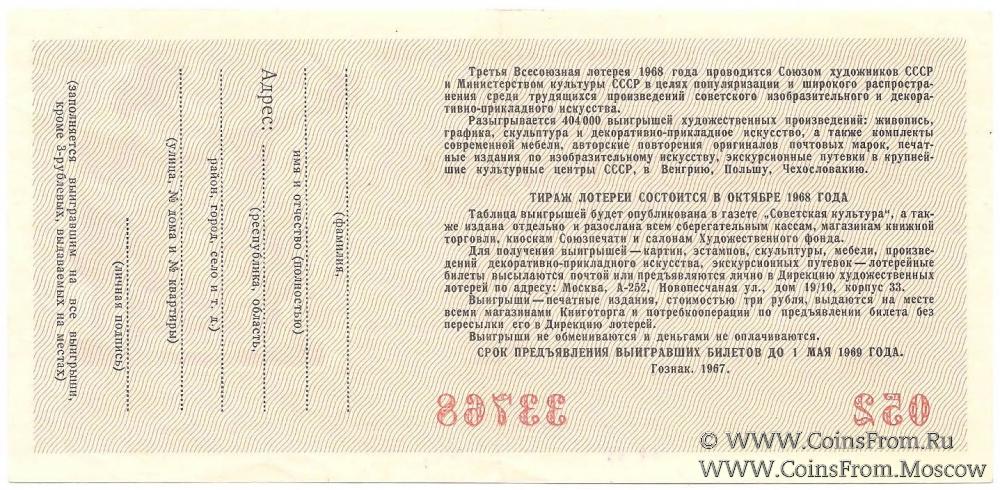 Третья Всесоюзная лотерея 1968 года проводится Союзом художников СССР
и Министерством культуры СССР в целях популяризации и широкого распростра-
нения среди трудящихся произведений советского изобразительного и декора-
тивно-прикладного искусства.
Разыгрывается 404 000 выигрышей художественных произведений: живопись,
графика, скульптура и декоративно-прикладное искусство, а также комплекты
современной мебели, авторские повторения оригиналов почтовых марок, печат-
ные издания по изобразительному искусству, экскурсионные путевки в крупней-
шие культурные центры СССР, в Венгрию, Польшу, Чехословакию.
ТИРАЖ ЛОТЕРЕИ СОСТОИТСЯ В ОКТЯБРЕ 1968 ГОДА
Таблица выигрышей будет опубликована в газете „Советская культура“, а так-
же издана отдельно и разослана всем сберегательным кассам, магазинам книжной
торговли, киоскам Союзпечати и салонам Художественного фонда.
Для получения выигрышей — картин, эстампов, скульптуры, мебели, произве-
дений декоративно-прикладного искусства, экскурсионных путевок — лотерейные
билеты высылаются почтой или предъявляются лично в Дирекцию художественных
лотерей по адресу: Москва, А-252, Новопесчаная ул., дом 19/10, корпус 33.
Выигрыши — печатные издания, стоимостью три рубля, выдаются на месте
всеми магазинами Книготорга и потребкооперации по предъявлении билета без
пересылки его в Дирекцию лотерей.
Выигрыши не обмениваются и деньгами не оплачиваются.
СРОК ПРЕДЪЯВЛЕНИЯ ВЫИГРАВШИХ БИЛЕТОВ ДО 1 МАЯ 1969 ГОДА.
Гознак. 1967.
052
33768
(фамилия,
имя и отчество (полностью)
Адрес:
(республика, область,
район, город, село и т. д.)
(улица, № дома и № квартиры)
(личная подпись)
(заполняется выигравшим на все выигрыши,
кроме 3-рублевых, выдаваемых на местах)
© WWW.CoinsFrom.Ru
WWW.CoinsFrom.Moscow